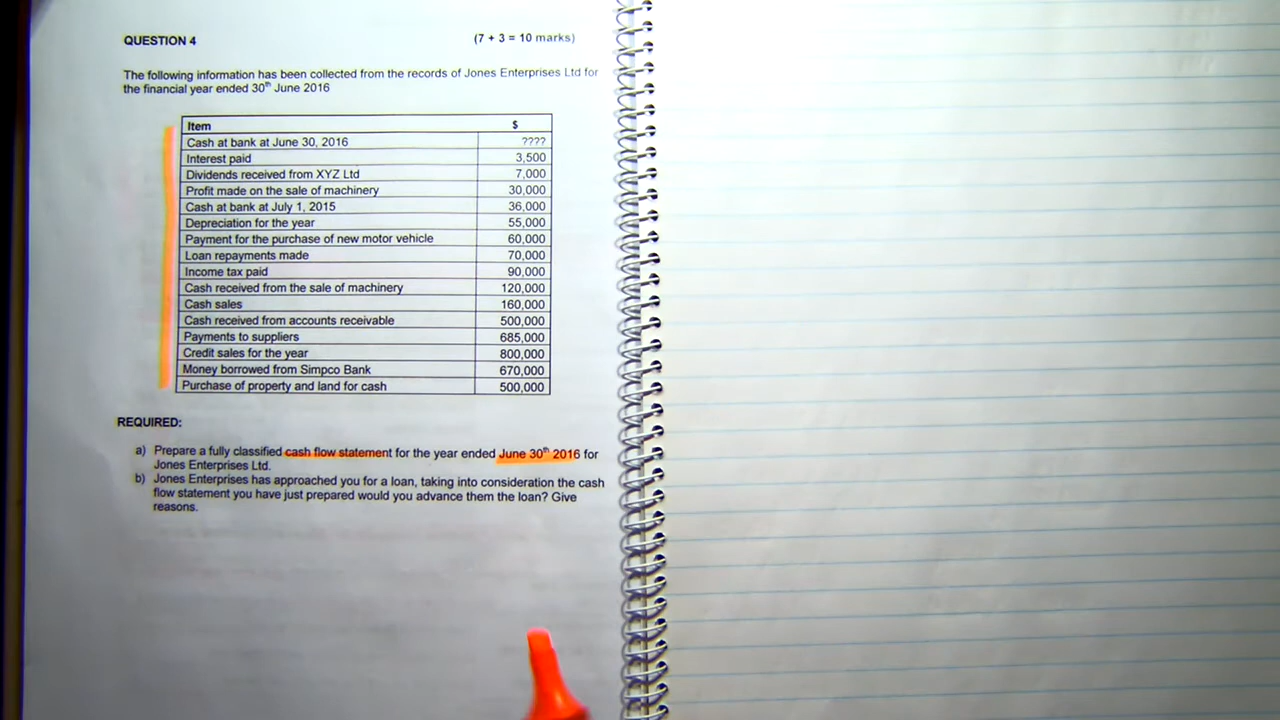 QUESTION 4 (7 + 3 = 10 marks)
The following information has been collected from the records of Jones Enterprises Ltd for
the financial year ended 30th June 2016
Item $
Cash at bank at June 30, 2016 ????
Interest paid 3,500
Dividends received from XYZ Ltd 7,000
Profit made on the sale of machinery 30,000
Cash at bank at July 1, 2015 36,000
Depreciation for the year 55,000
Payment for the purchase of new motor vehicle 60,000
Loan repayments made 70,000
Income tax paid 90,000
Cash received from the sale of machinery 120,000
Cash sales 160,000
Cash received from accounts receivable 500,000
Payments to suppliers 685,000
Credit sales for the year 800,000
Money borrowed from Simpco Bank 670,000
Purchase of property and land for cash 500,000
REQUIRED:
a) Prepare a fully classified cash flow statement for the year ended June 30th 2016 for
Jones Enterprises Ltd.
b) Jones Enterprises has approached you for a loan, taking into consideration the cash
flow statement you have just prepared would you advance them the loan? Give
reasons.